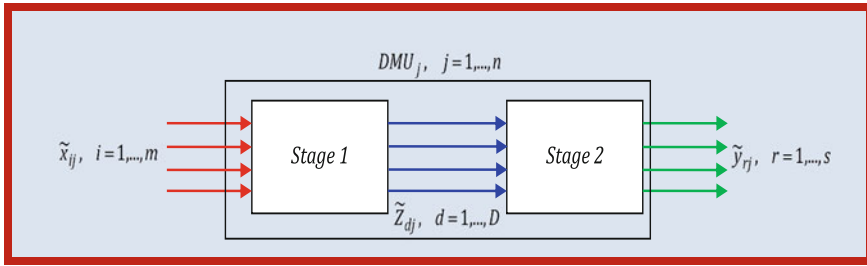 DMU_j, j=1,...,n
x̃_ij, i=1,...,m
Stage 1
Stage 2
ỹ_rj, r=1,...,s
Z̃_dj, d=1,...,D